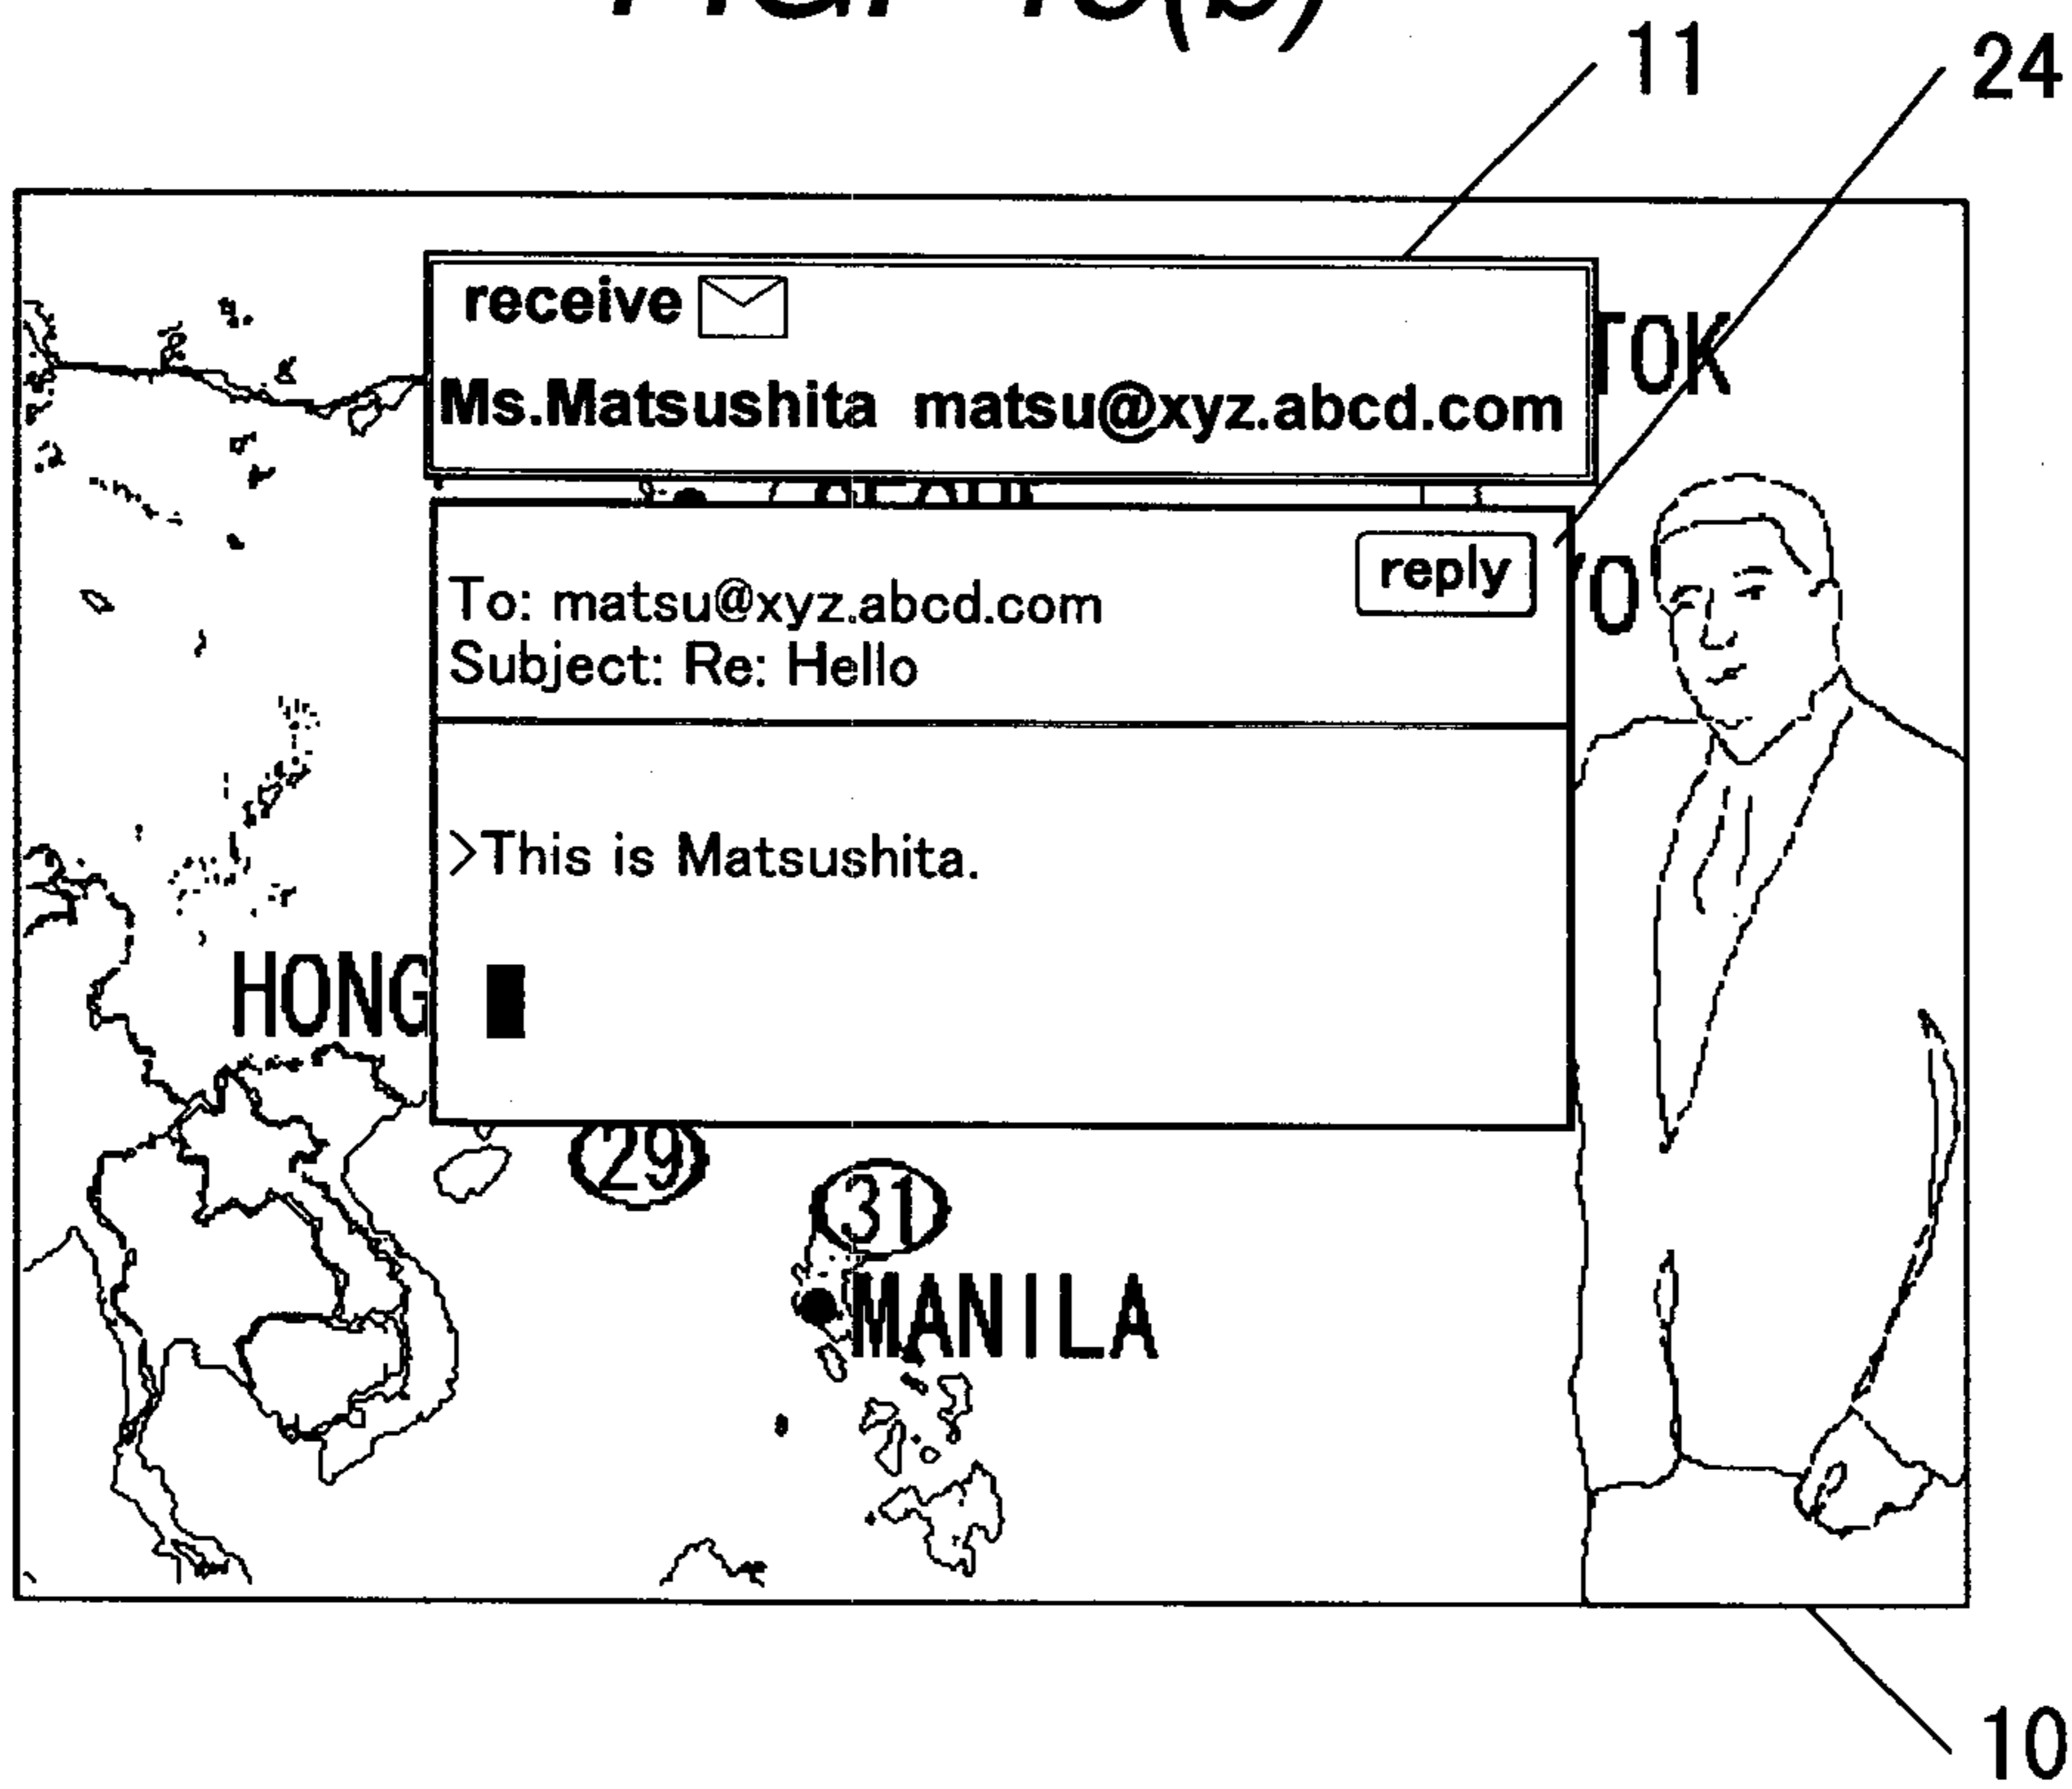 11
24
receive
TOK
Ms.Matsushita matsu@xyz.abcd.com
reply
To: matsu@xyz.abcd.com
Subject: Re: Hello
>This is Matsushita.
HONG
29
31
MANILA
10